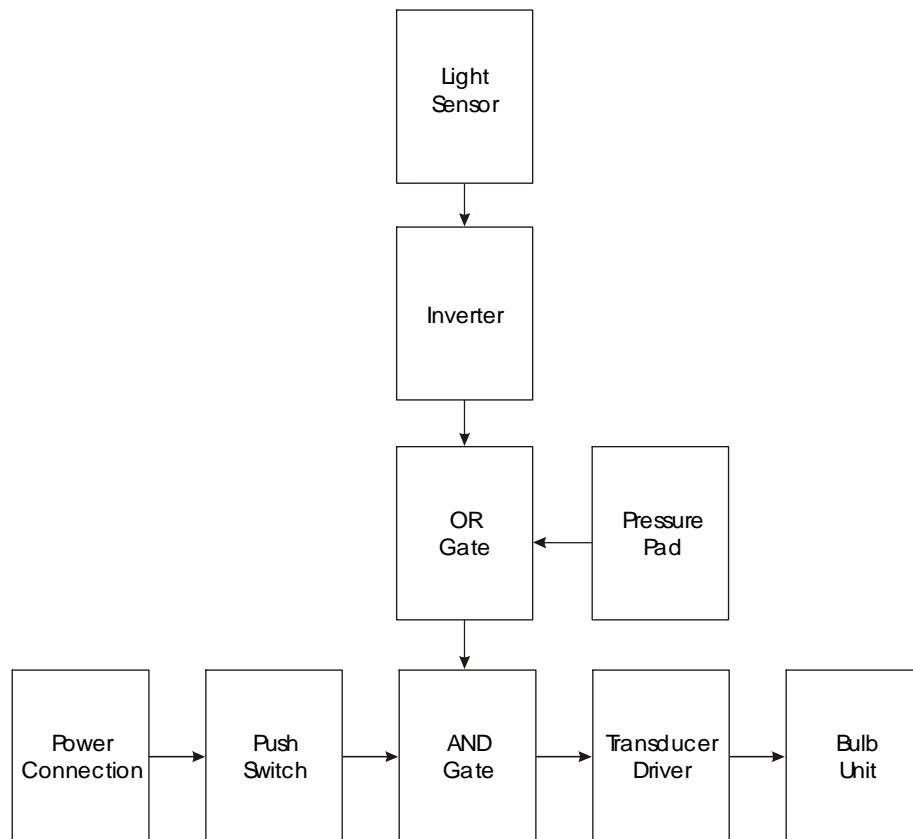 Light
Sensor
Inverter
OR
Gate
Pressure
Pad
Power
Connection
Push
Switch
AND
Gate
Transducer
Driver
Bulb
Unit